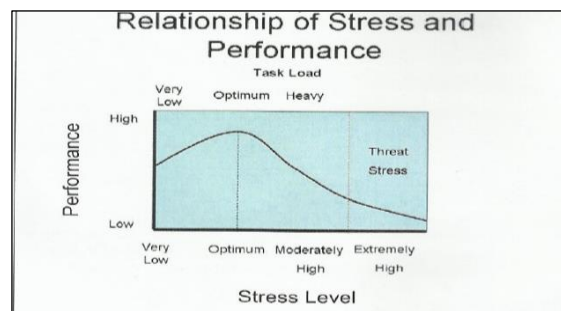 Relationship of Stress and
Performance
Task Load
Very
Low
Optimum
Heavy
High
Threat
Stress
Performance
Low
Very
Low
Optimum
Moderately
High
Extremely
High
Stress Level